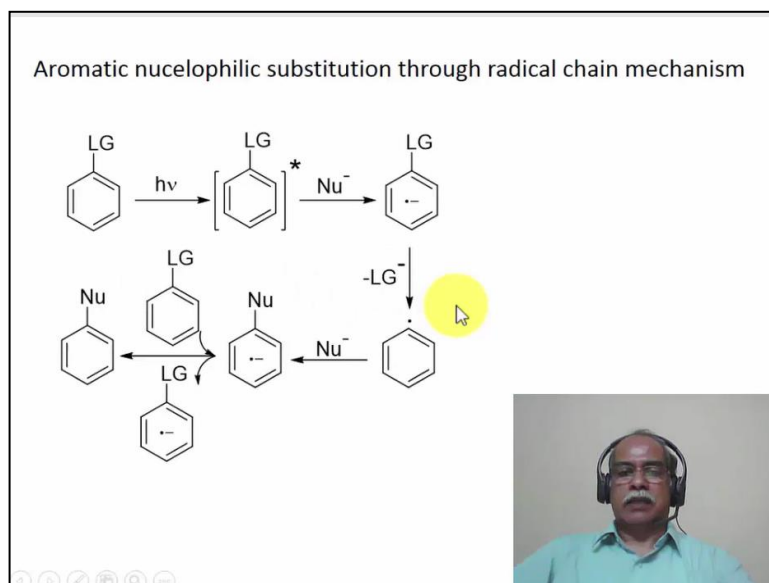 Aromatic nucelophilic substitution through radical chain mechanism
LG
hν
*
Nu⁻
LG
LG
•–
-LG⁻
•
Nu⁻
Nu
•–
LG
LG
•–
Nu